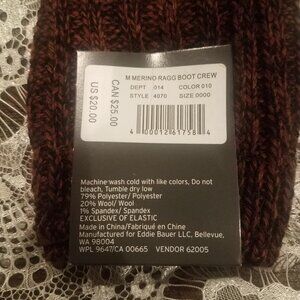 M MERINO RAGG BOOT CREW
DEPT 014 COLOR 010
STYLE 4070 SIZE 0000
4 00012 61758 4
CAN $25.00
US $20.00
Machine wash cold with like colors, Do not
bleach, Tumble dry low
79% Polyester/ Polyester
20% Wool/ Wool
1% Spandex/ Spandex
EXCLUSIVE OF ELASTIC
Made in China/ Fabriqué en Chine
Manufactured for Eddie Bauer LLC, Bellevue,
WA 98004
WPL 9647/CA 00665 VENDOR 62005